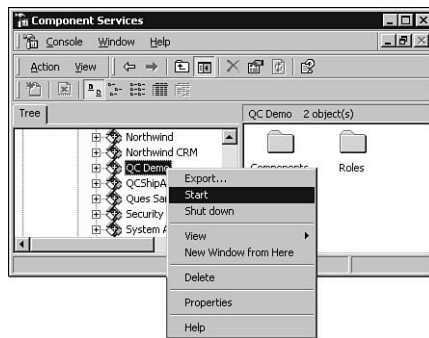 Component Services
Console Window Help
Action View
Tree
QC Demo 2 object(s)
Northwind
Northwind CRM
QC Demo
QCShipA
Ques Sa
Security
System A
Components
Roles
Export...
Start
Shut down
View
New Window from Here
Delete
Properties
Help